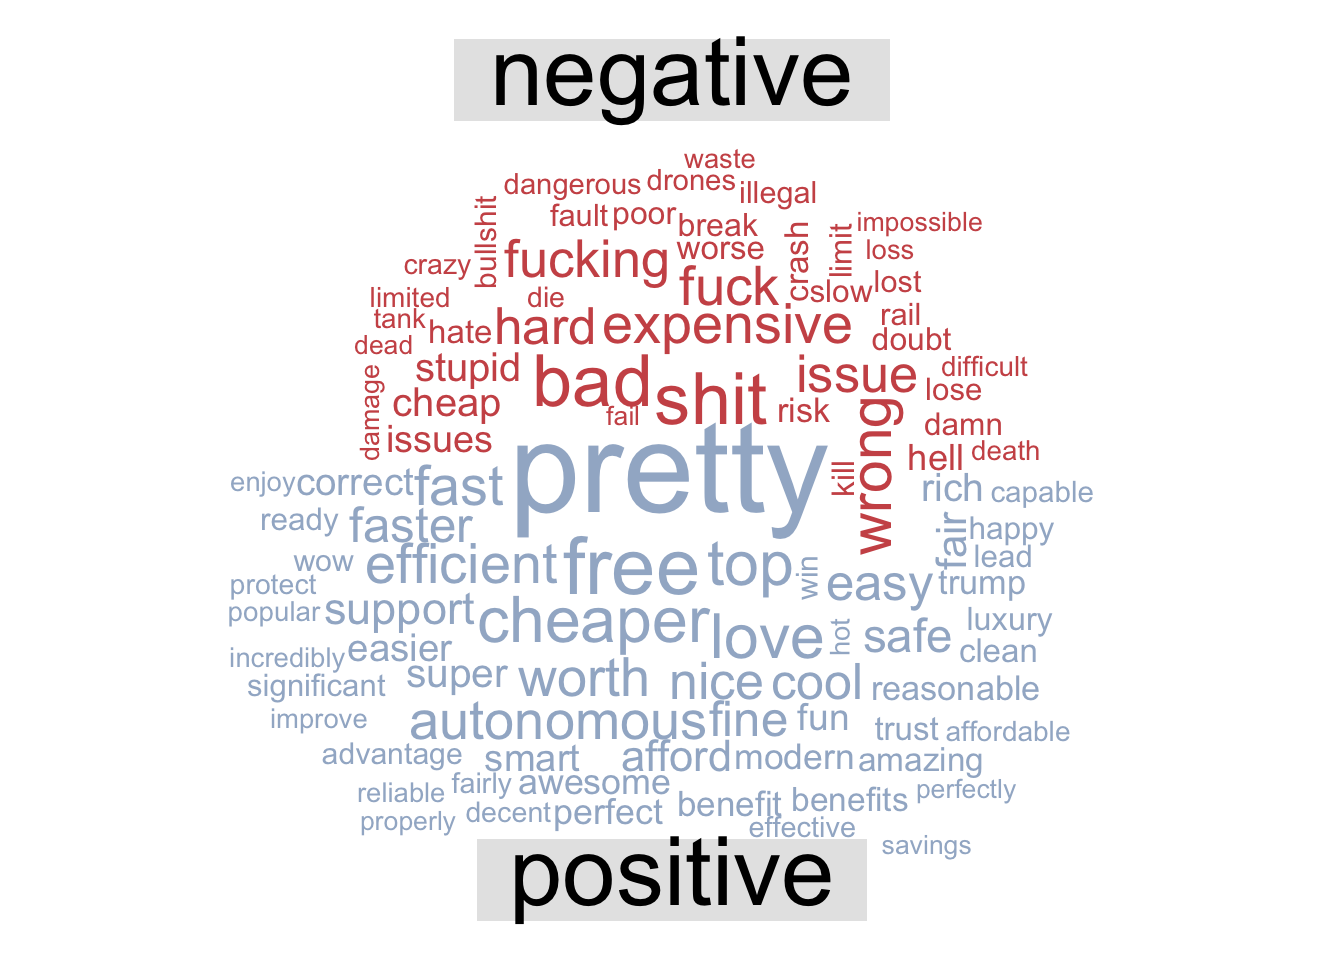 negative
waste
dangerous drones illegal
bullshit fault poor break crash limit impossible
crazy fucking worse loss
limited die fuck slow lost
tank hate hard expensive rail
dead doubt
damage stupid bad shit issue difficult
cheap fail risk wrong lose
issues damn
pretty kill hell death
enjoy correct fast rich capable
ready faster fair happy
wow efficient free top win lead
protect easy trump
popular support cheaper love hot safe luxury
incredibly easier clean
significant super worth nice cool reasonable
improve autonomous fine fun trust affordable
advantage smart afford modern amazing
reliable fairly awesome perfectly
properly decent perfect benefit benefits
effective savings
positive